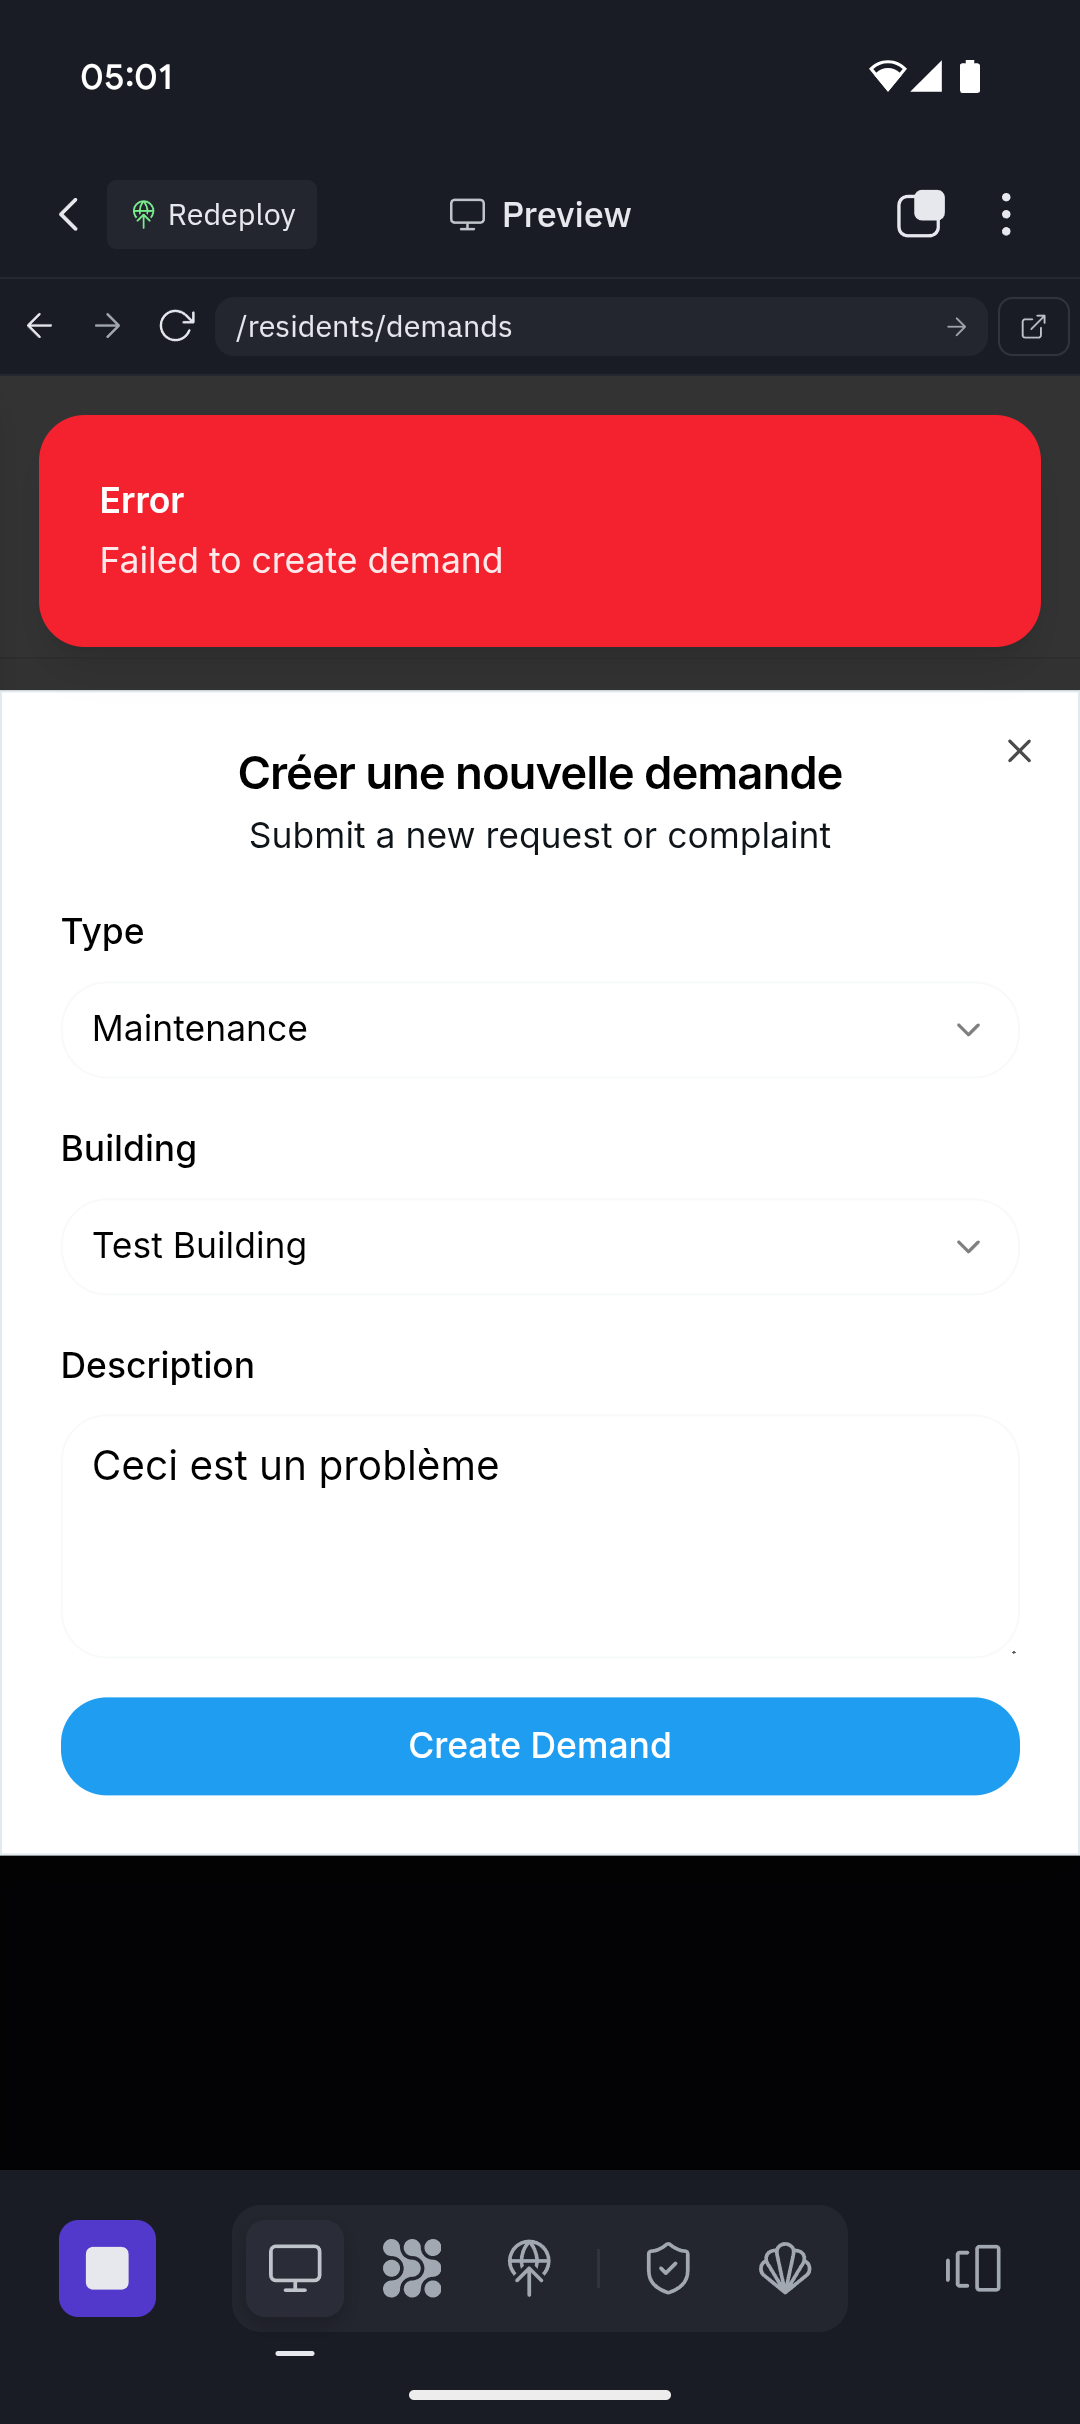 05:01
Redeploy
Preview
/residents/demands
Error
Failed to create demand
Créer une nouvelle demande
Submit a new request or complaint
Type
Maintenance
Building
Test Building
Description
Ceci est un problème
Create Demand